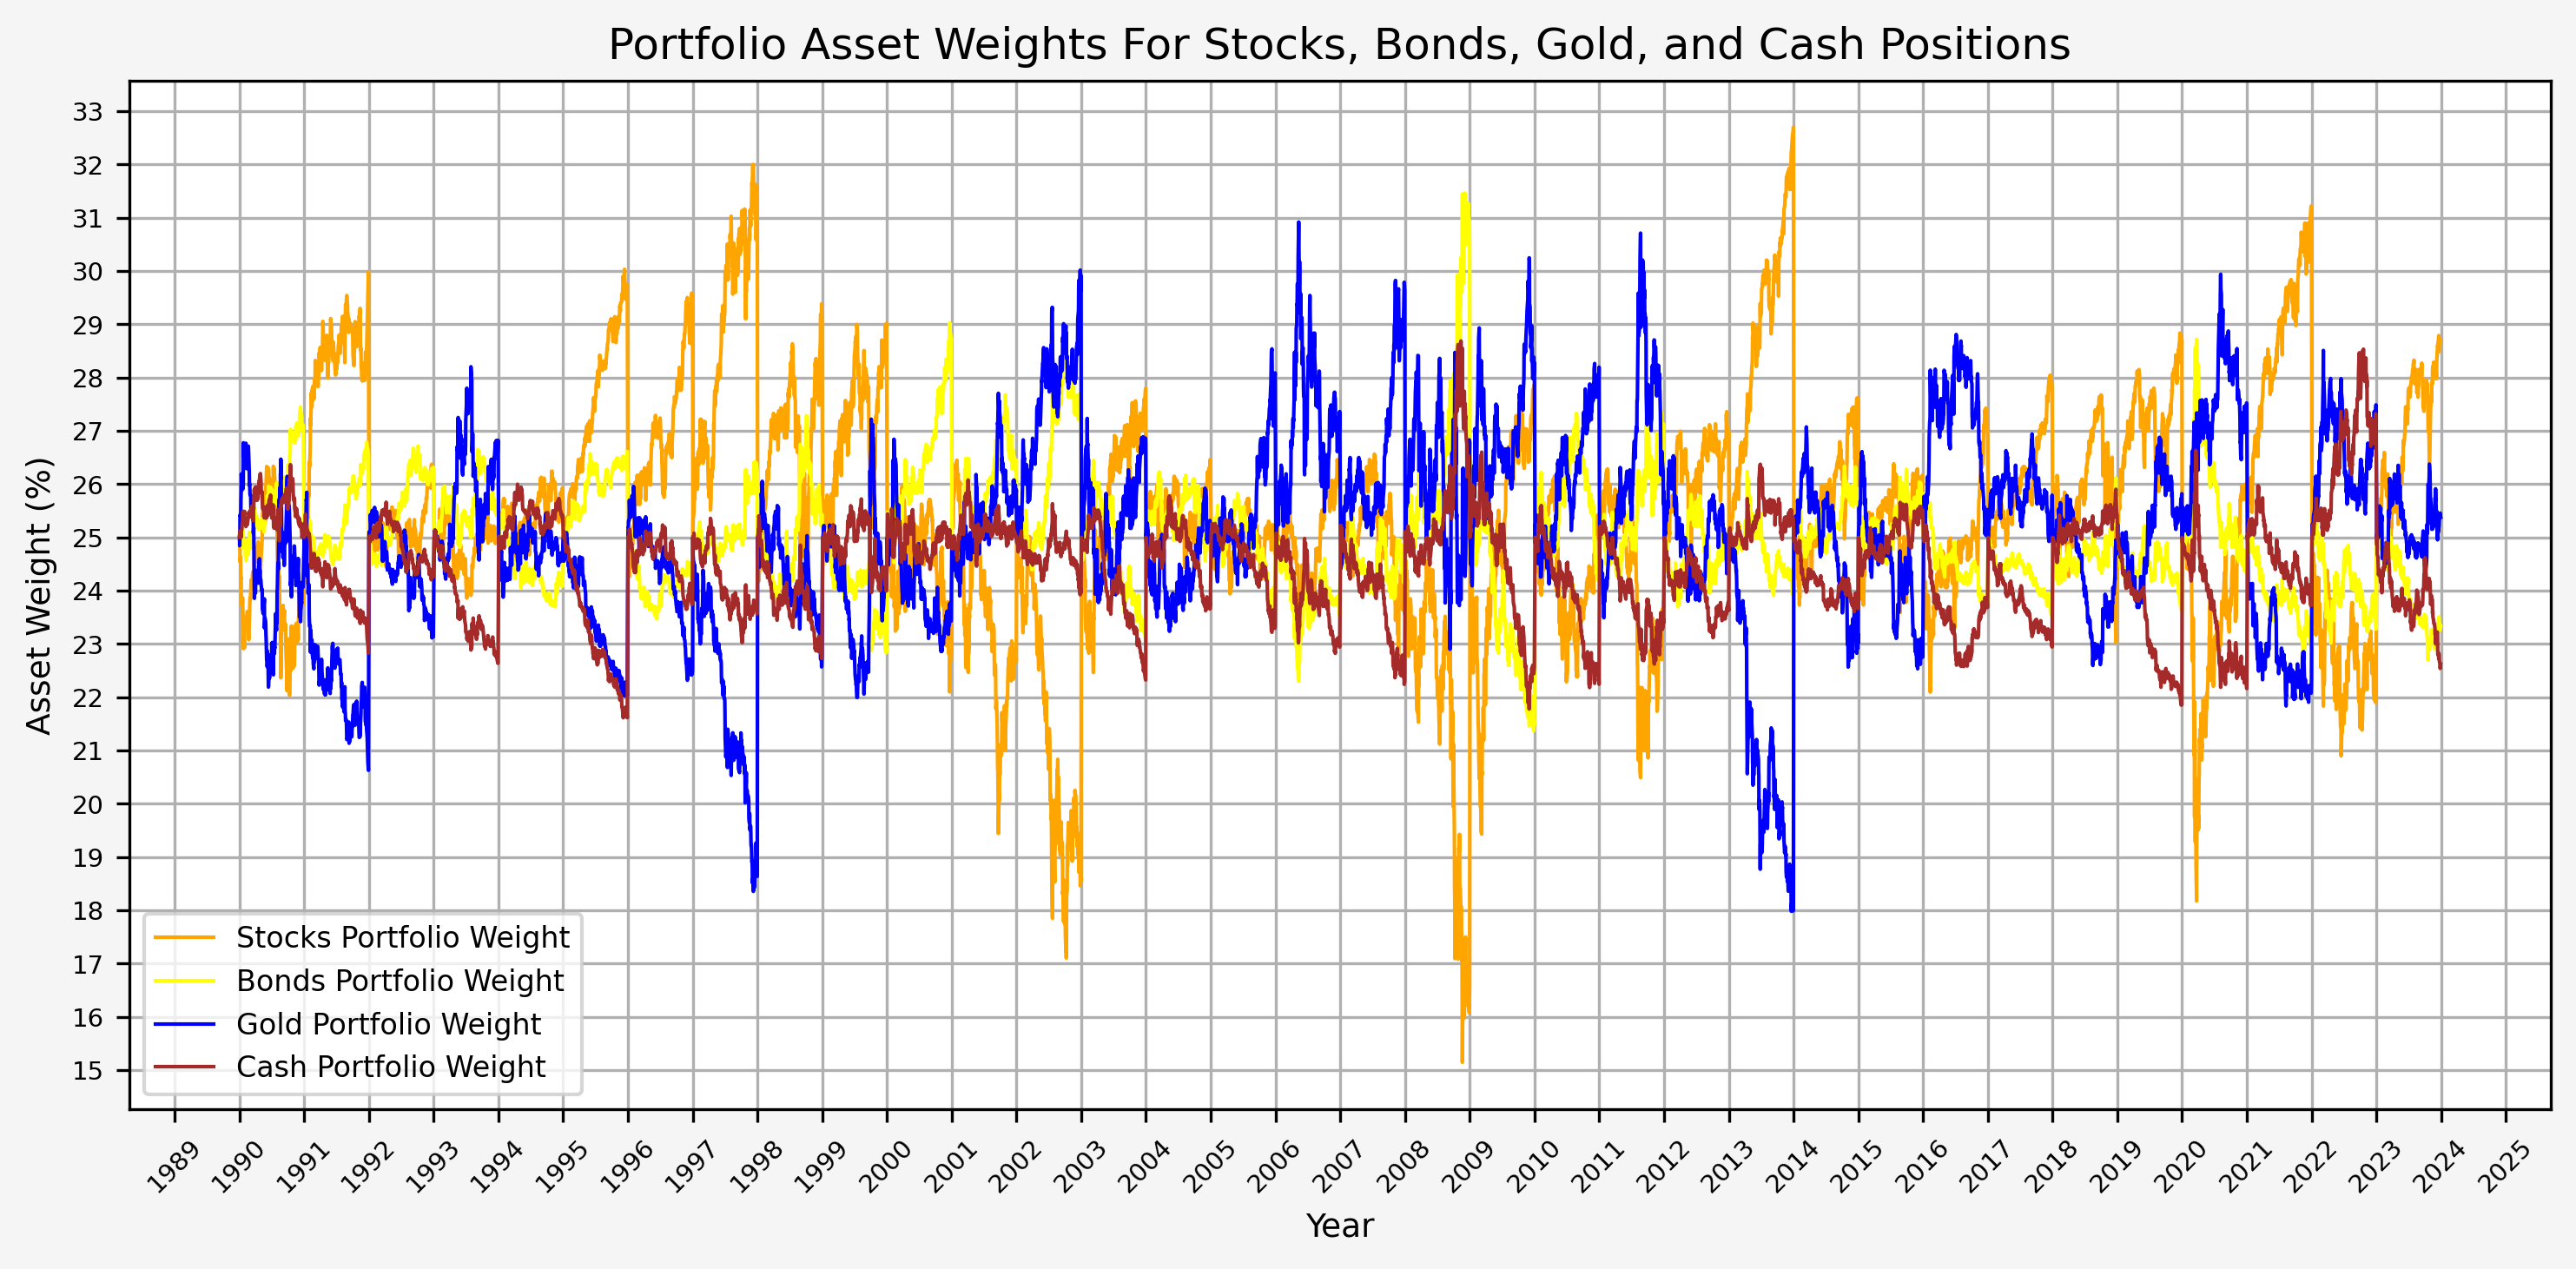 Portfolio Asset Weights For Stocks, Bonds, Gold, and Cash Positions
Asset Weight (%)
33
32
31
30
29
28
27
26
25
24
23
22
21
20
19
18
17
16
15
Stocks Portfolio Weight
Bonds Portfolio Weight
Gold Portfolio Weight
Cash Portfolio Weight
1989 1990 1991 1992 1993 1994 1995 1996 1997 1998 1999 2000 2001 2002 2003 2004 2005 2006 2007 2008 2009 2010 2011 2012 2013 2014 2015 2016 2017 2018 2019 2020 2021 2022 2023 2024 2025
Year